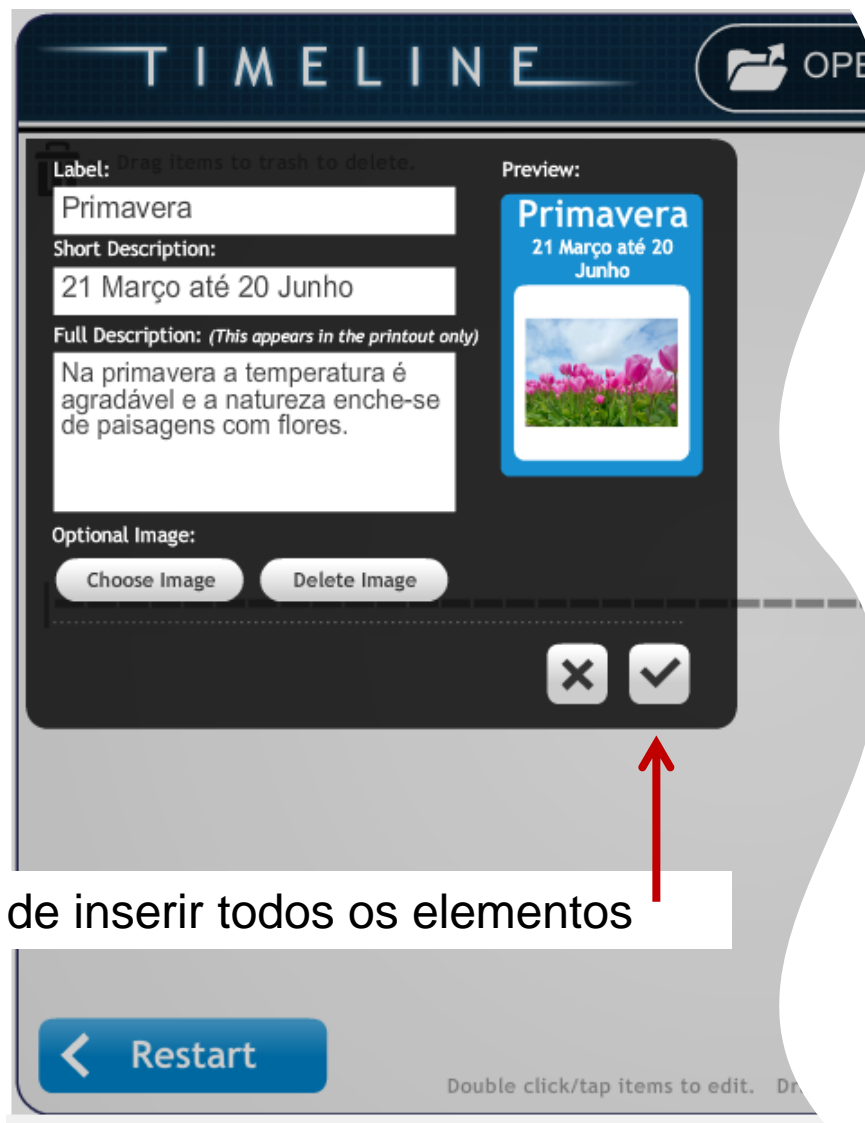 TIMELINE
OPE
Drag items to trash to delete.
Label:
Primavera
Short Description:
21 Março até 20 Junho
Full Description: (This appears in the printout only)
Na primavera a temperatura é
agradável e a natureza enche-se
de paisagens com flores.
Optional Image:
Choose Image
Delete Image
Preview:
Primavera
21 Março até 20
Junho
de inserir todos os elementos
Restart
Double click/tap items to edit.